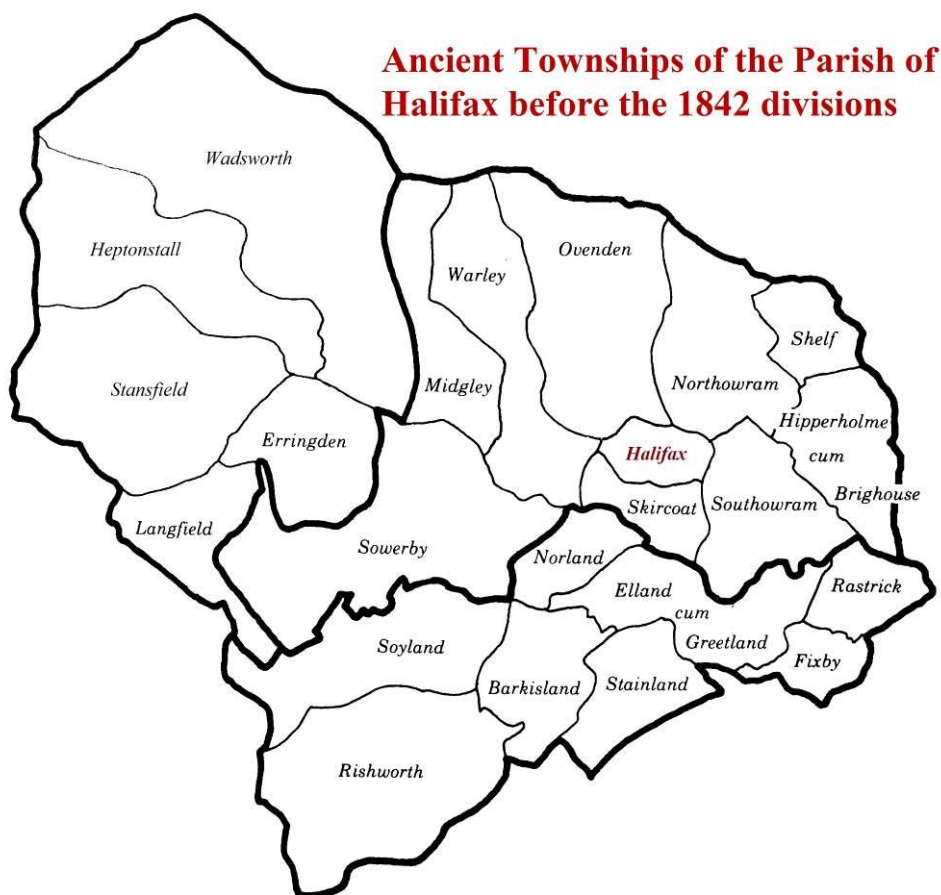 Ancient Townships of the Parish of
Halifax before the 1842 divisions
Wadsworth
Heptonstall
Warley
Ovenden
Shelf
Stansfield
Midgley
Northowram
Hipperholme
cum
Brighouse
Erringden
Halifax
Skircoat
Southowram
Langfield
Sowerby
Norland
Elland
cum
Greetland
Rastrick
Soyland
Barkisland
Stainland
Fixby
Rishworth